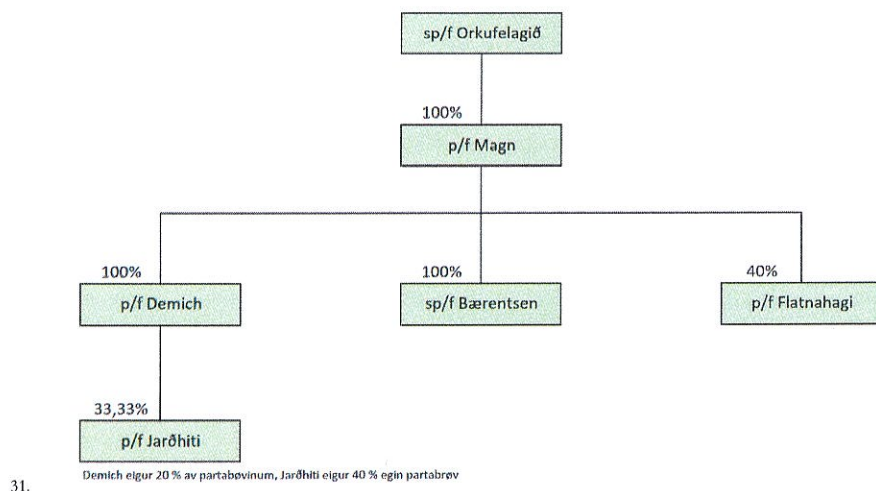 sp/f Orkufelagið
100%
p/f Magn
100%
100%
40%
p/f Demich
sp/f Bærentsen
p/f Flatnahagi
33,33%
p/f Jarðhiti
Demich eigur 20 % av partabøvinum, Jarðhiti eigur 40 % egin partabrøv
31.